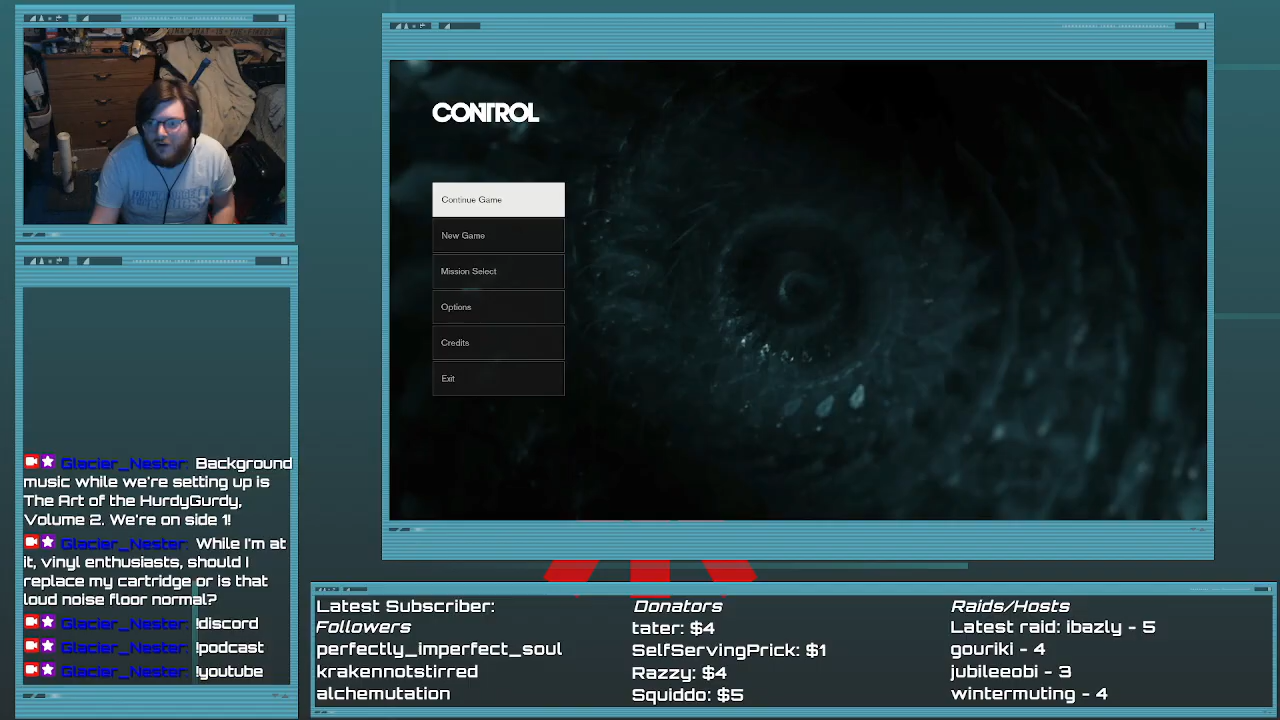 CONTROL
Continue Game
New Game
Mission Select
Options
Credits
Exit
Glacier_Nester: Background
music while we're setting up is
The Art of the HurdyGurdy,
Volume 2. We're on side 1!
Glacier_Nester: While I'm at
it, vinyl enthusiasts, should I
replace my cartridge or is that
loud noise floor normal?
Glacier_Nester: !discord
Glacier_Nester: !podcast
Glacier_Nester: !youtube
Latest Subscriber:
Followers
perfectly_imperfect_soul
krakennotstirred
alchemutation
Donators
tater: $4
SelfServingPrick: $1
Razzy: $4
Squiddo: $5
Raids/Hosts
Latest raid: ibazly - 5
gouriki - 4
jubileeobi - 3
wintermuting - 4